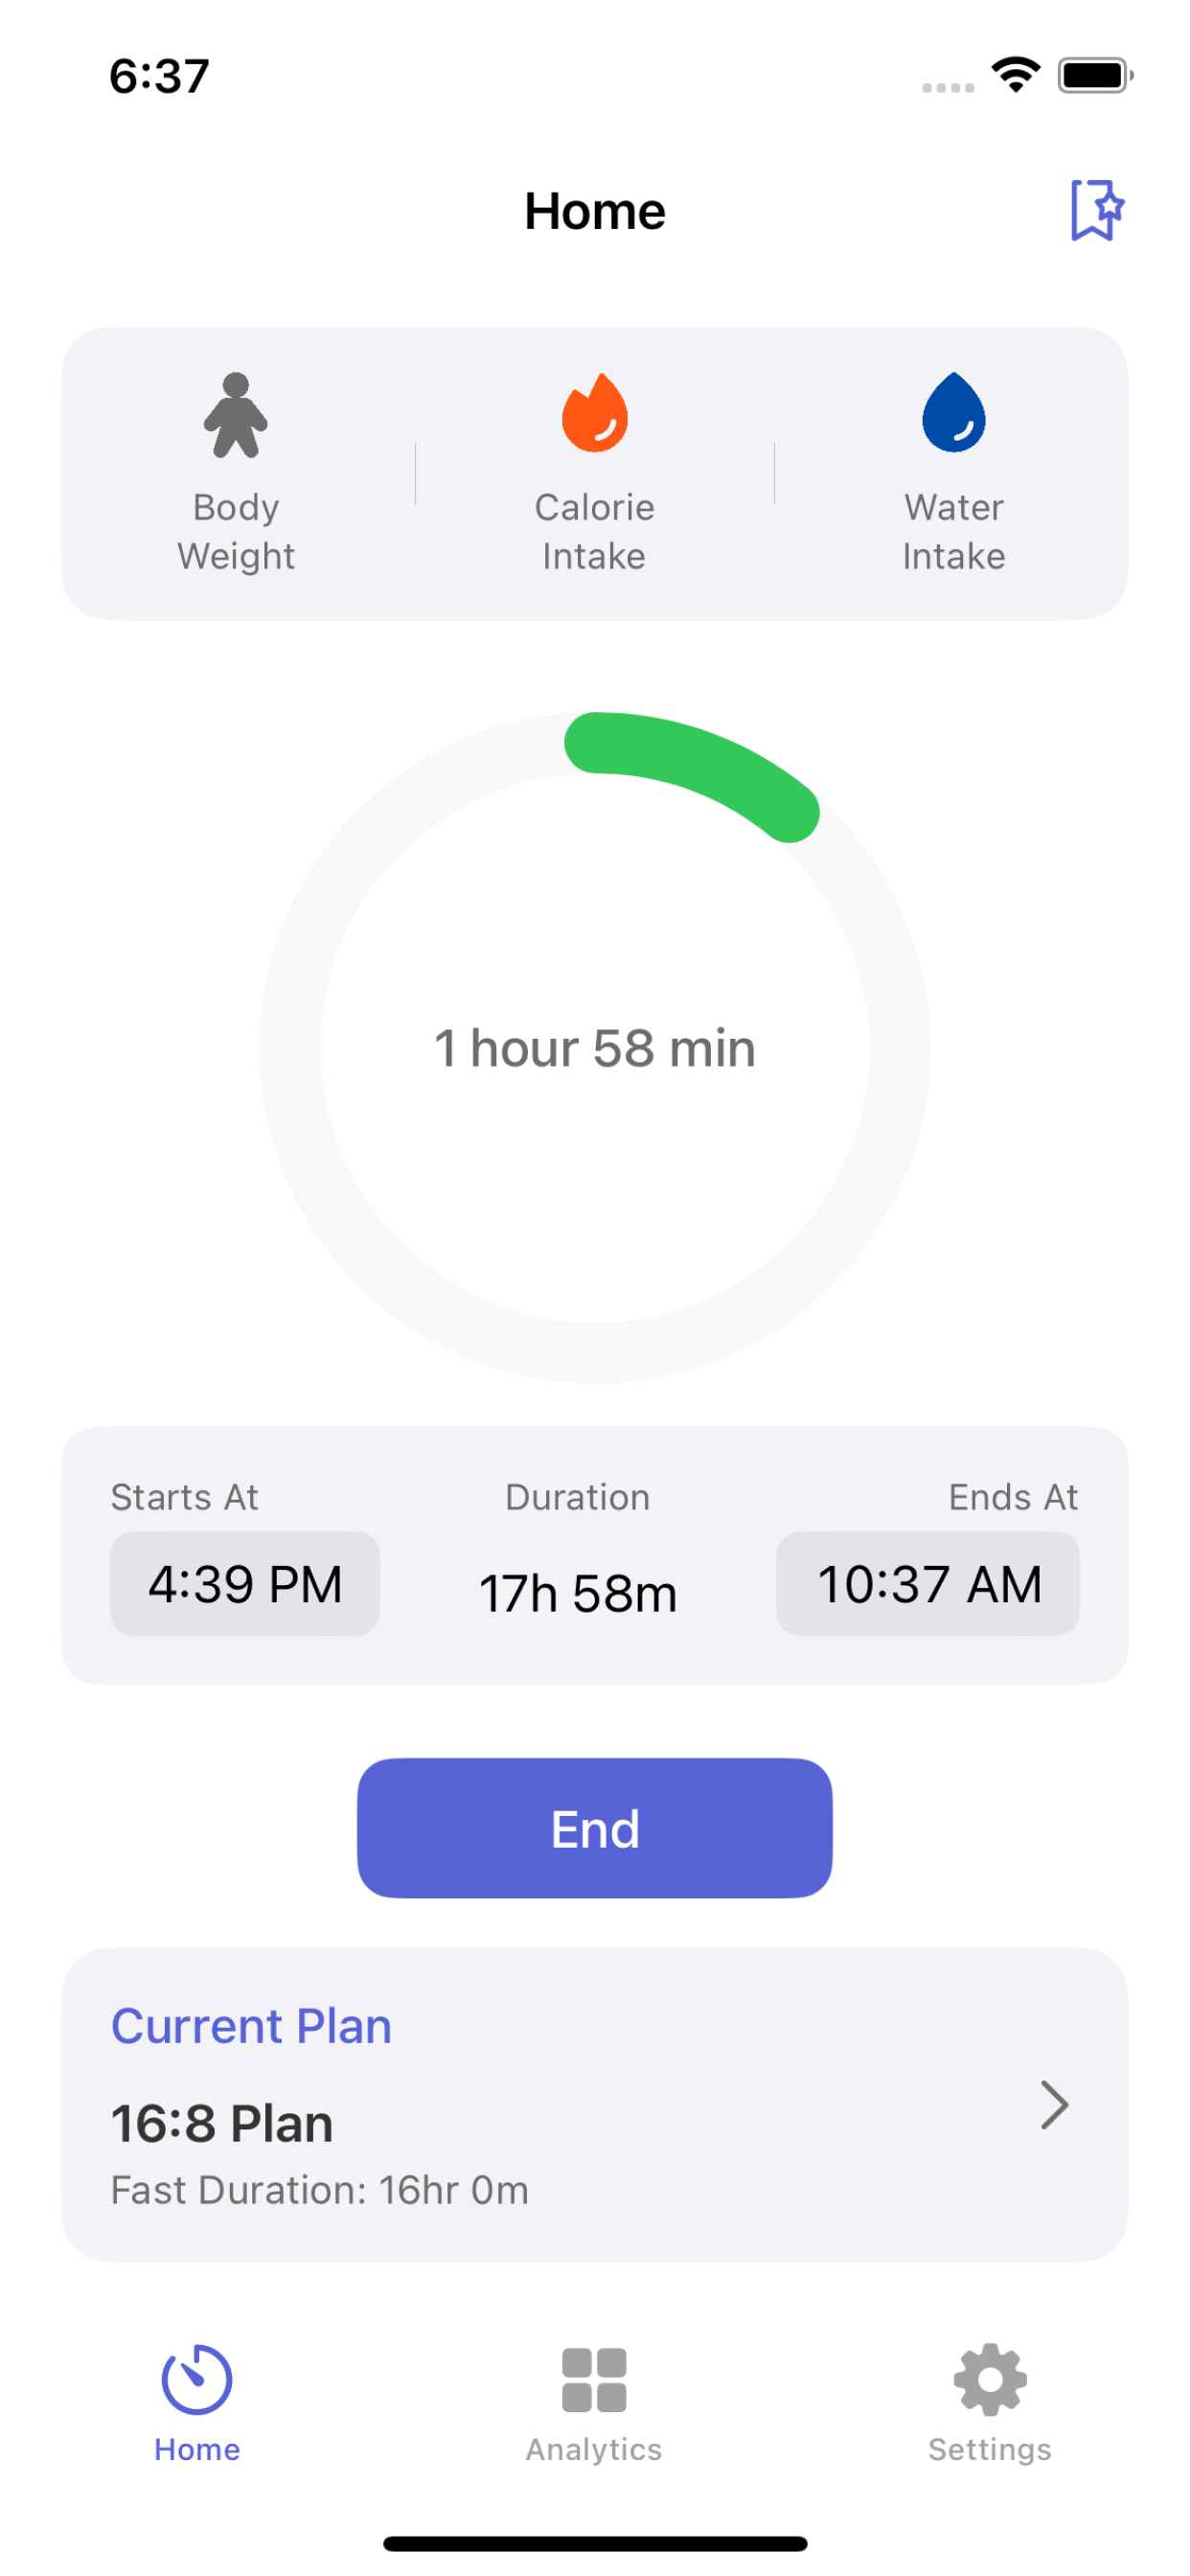 6:37
Home
Body
Weight
Calorie
Intake
Water
Intake
1 hour 58 min
Starts At
Duration
Ends At
4:39 PM
17h 58m
10:37 AM
End
Current Plan
16:8 Plan
Fast Duration: 16hr 0m
Home
Analytics
Settings